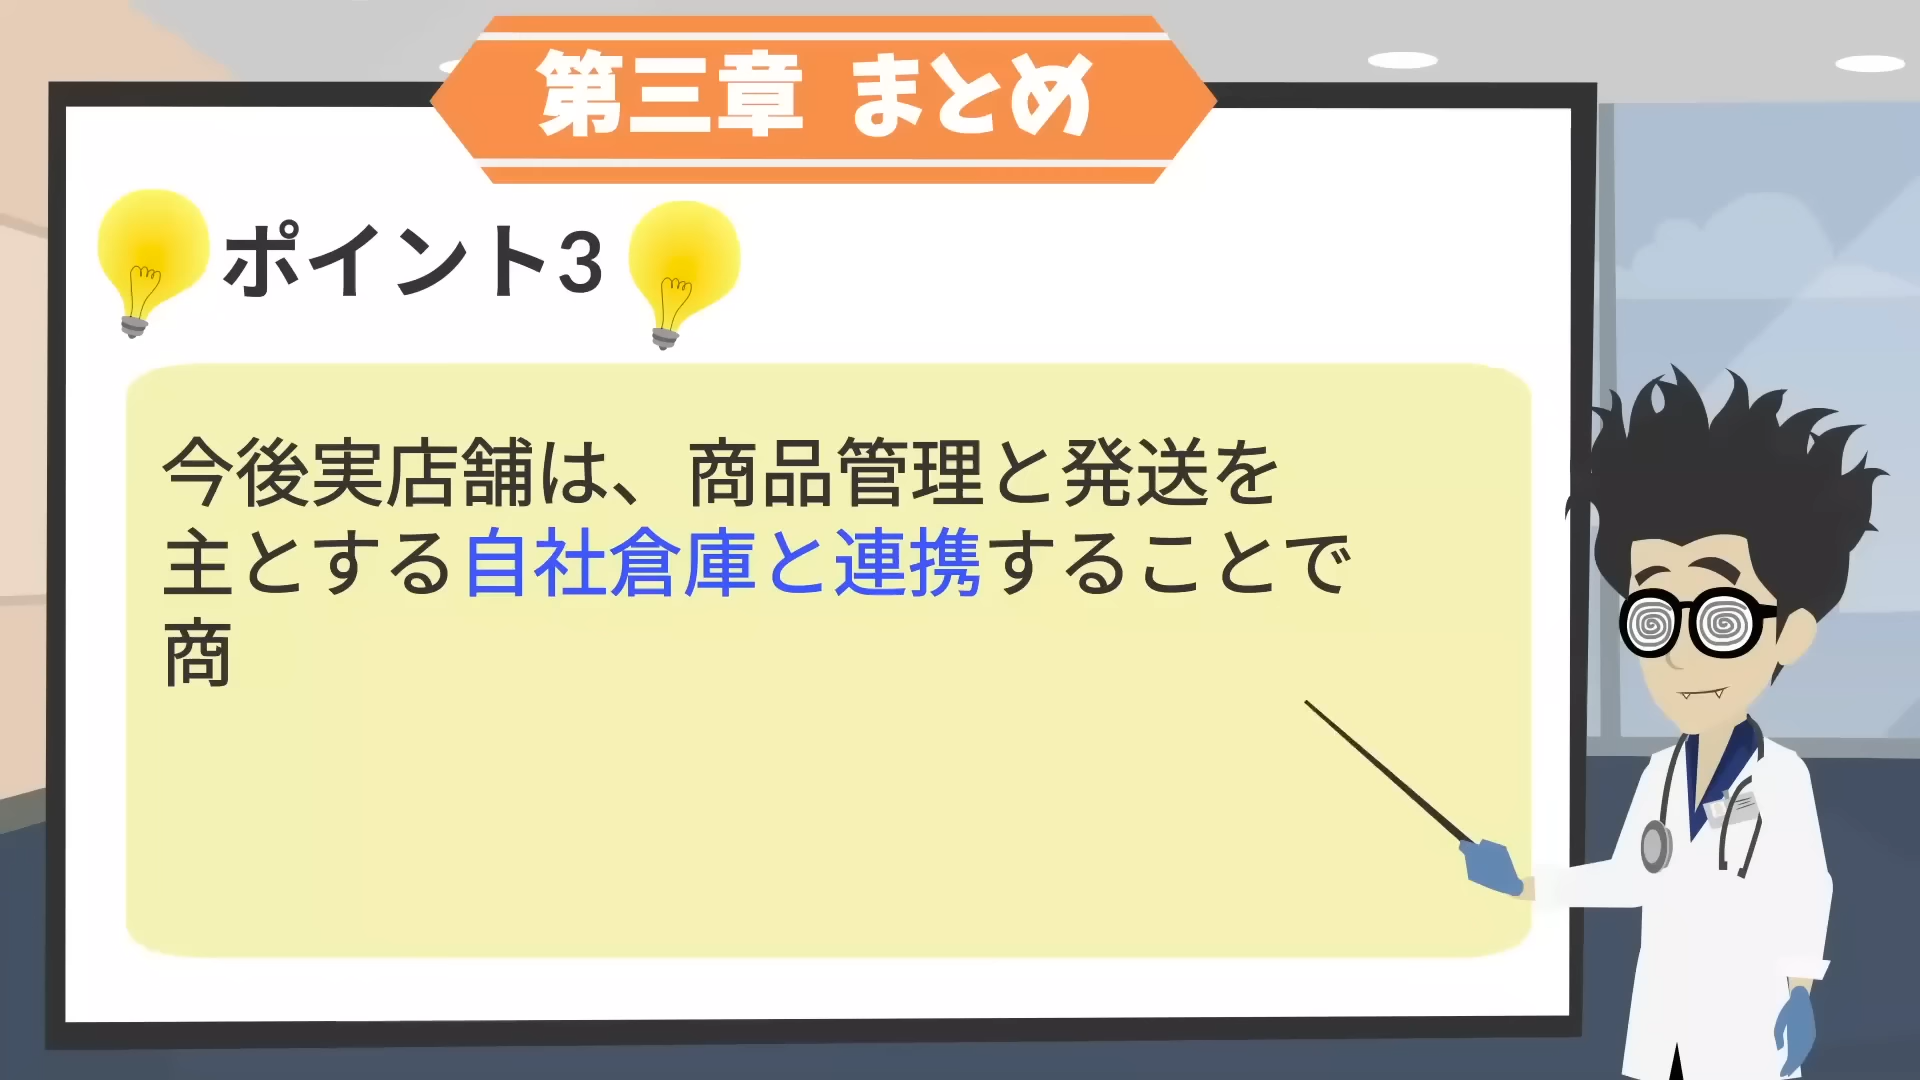 第三章 まとめ
ポイント3
今後実店舗は、商品管理と発送を
主とする自社倉庫と連携することで
商